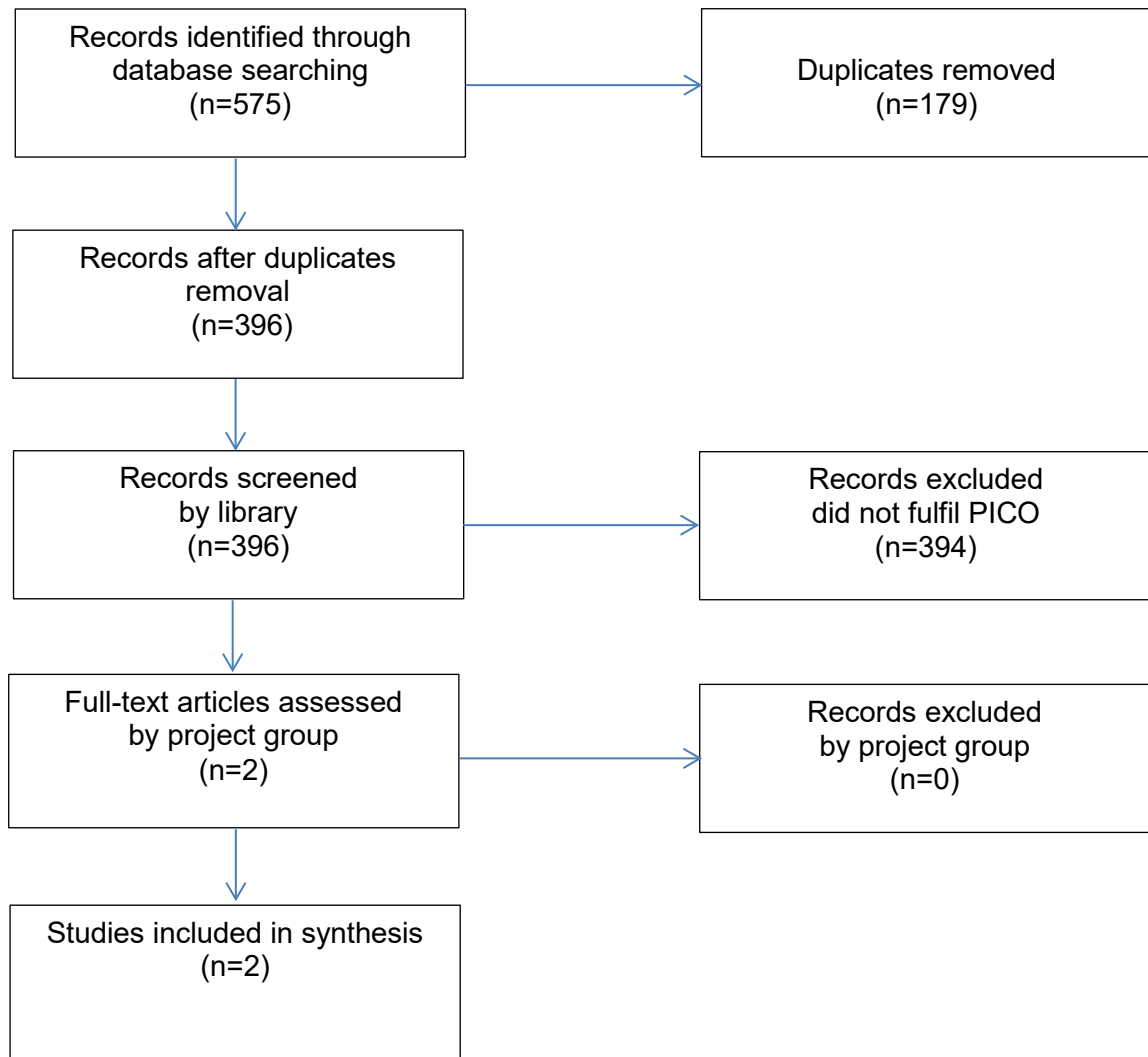 Records identified through
database searching
(n=575)
Duplicates removed
(n=179)
Records after duplicates
removal
(n=396)
Records screened
by library
(n=396)
Records excluded
did not fulfil PICO
(n=394)
Full-text articles assessed
by project group
(n=2)
Records excluded
by project group
(n=0)
Studies included in synthesis
(n=2)